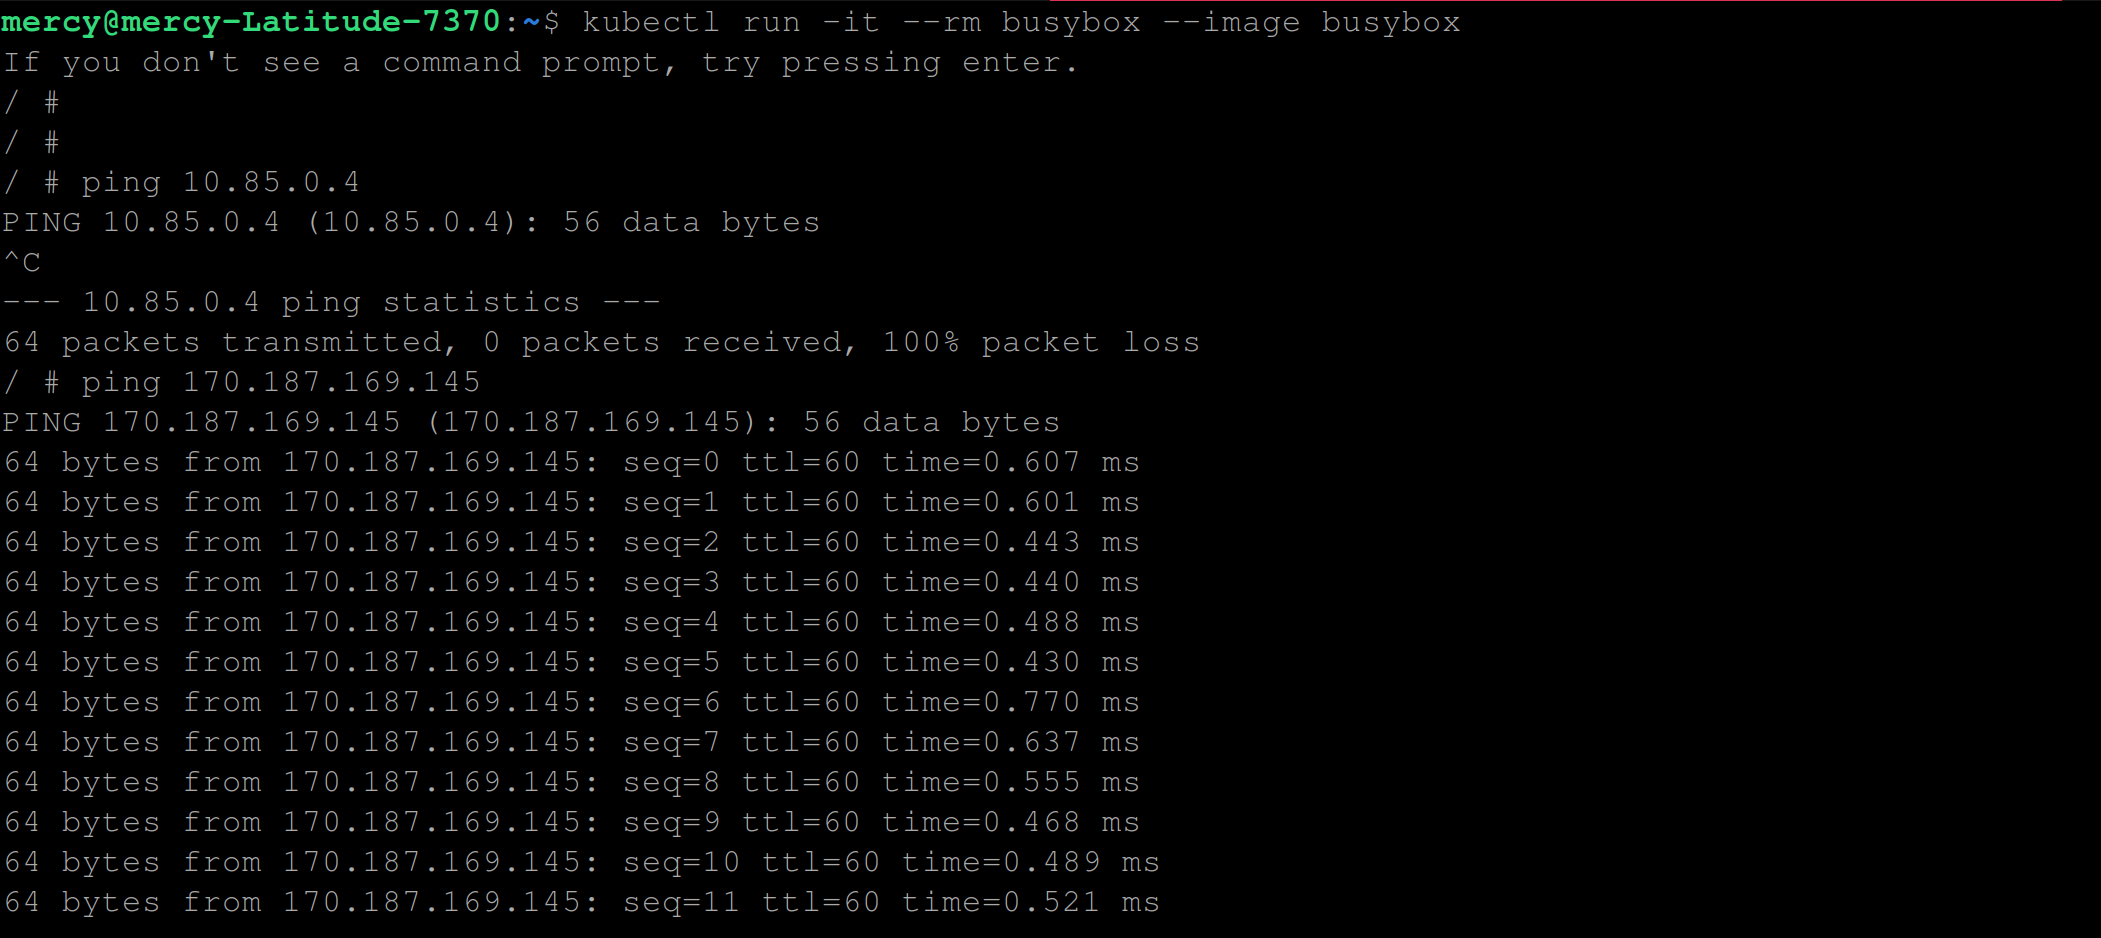 mercy@mercy-Latitude-7370:~$ kubectl run -it --rm busybox --image busybox
If you don't see a command prompt, try pressing enter.
/ #
/ #
/ # ping 10.85.0.4
PING 10.85.0.4 (10.85.0.4): 56 data bytes
^C
--- 10.85.0.4 ping statistics ---
64 packets transmitted, 0 packets received, 100% packet loss
/ # ping 170.187.169.145
PING 170.187.169.145 (170.187.169.145): 56 data bytes
64 bytes from 170.187.169.145: seq=0 ttl=60 time=0.607 ms
64 bytes from 170.187.169.145: seq=1 ttl=60 time=0.601 ms
64 bytes from 170.187.169.145: seq=2 ttl=60 time=0.443 ms
64 bytes from 170.187.169.145: seq=3 ttl=60 time=0.440 ms
64 bytes from 170.187.169.145: seq=4 ttl=60 time=0.488 ms
64 bytes from 170.187.169.145: seq=5 ttl=60 time=0.430 ms
64 bytes from 170.187.169.145: seq=6 ttl=60 time=0.770 ms
64 bytes from 170.187.169.145: seq=7 ttl=60 time=0.637 ms
64 bytes from 170.187.169.145: seq=8 ttl=60 time=0.555 ms
64 bytes from 170.187.169.145: seq=9 ttl=60 time=0.468 ms
64 bytes from 170.187.169.145: seq=10 ttl=60 time=0.489 ms
64 bytes from 170.187.169.145: seq=11 ttl=60 time=0.521 ms